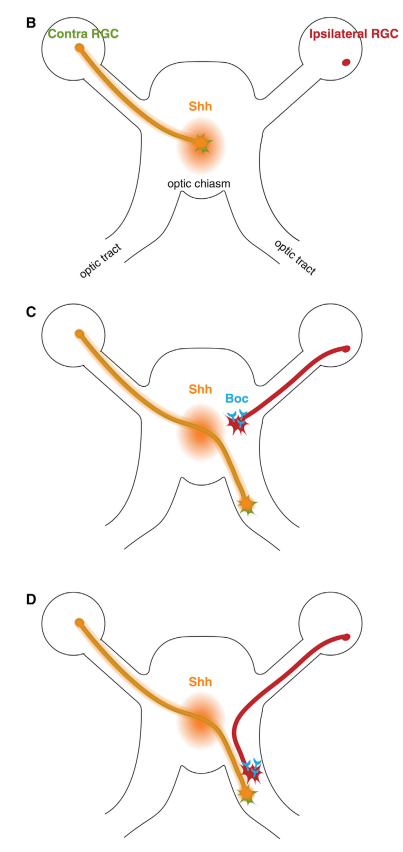 B
Contra RGC
Ipsilateral RGC
Shh
optic chiasm
optic tract
optic tract
C
Shh
Boc
D
Shh